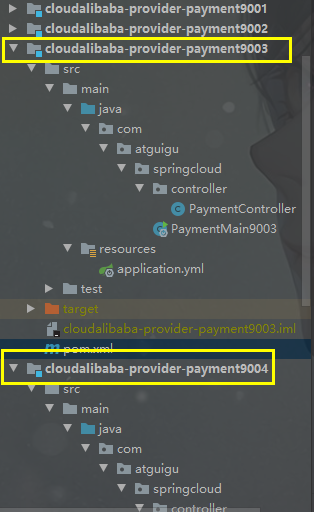 cloudalibaba-provider-payment9001
cloudalibaba-provider-payment9002
cloudalibaba-provider-payment9003
src
main
java
com
atguigu
springcloud
controller
PaymentController
PaymentMain9003
resources
application.yml
test
target
cloudalibaba-provider-payment9003.iml
pom.xml
cloudalibaba-provider-payment9004
src
main
java
com
atguigu
springcloud
controller